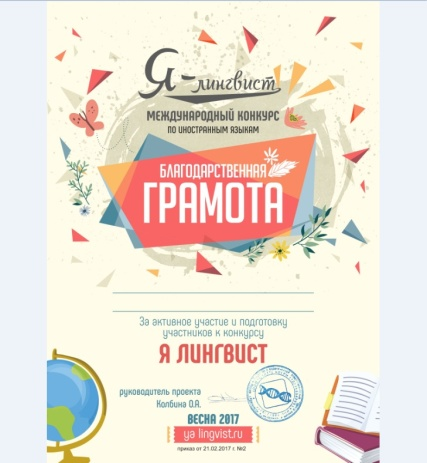 Я-лингвист
МЕЖДУНАРОДНЫЙ КОНКУРС
ПО ИНОСТРАННЫМ ЯЗЫКАМ
БЛАГОДАРСТВЕННАЯ
ГРАМОТА
За активное участие и подготовку
участников к конкурсу
Я ЛИНГВИСТ
руководитель проекта
Колбина О.А.
ВЕСНА 2017
ya lingvist.ru
приказ от 21.02.2017 г. №2